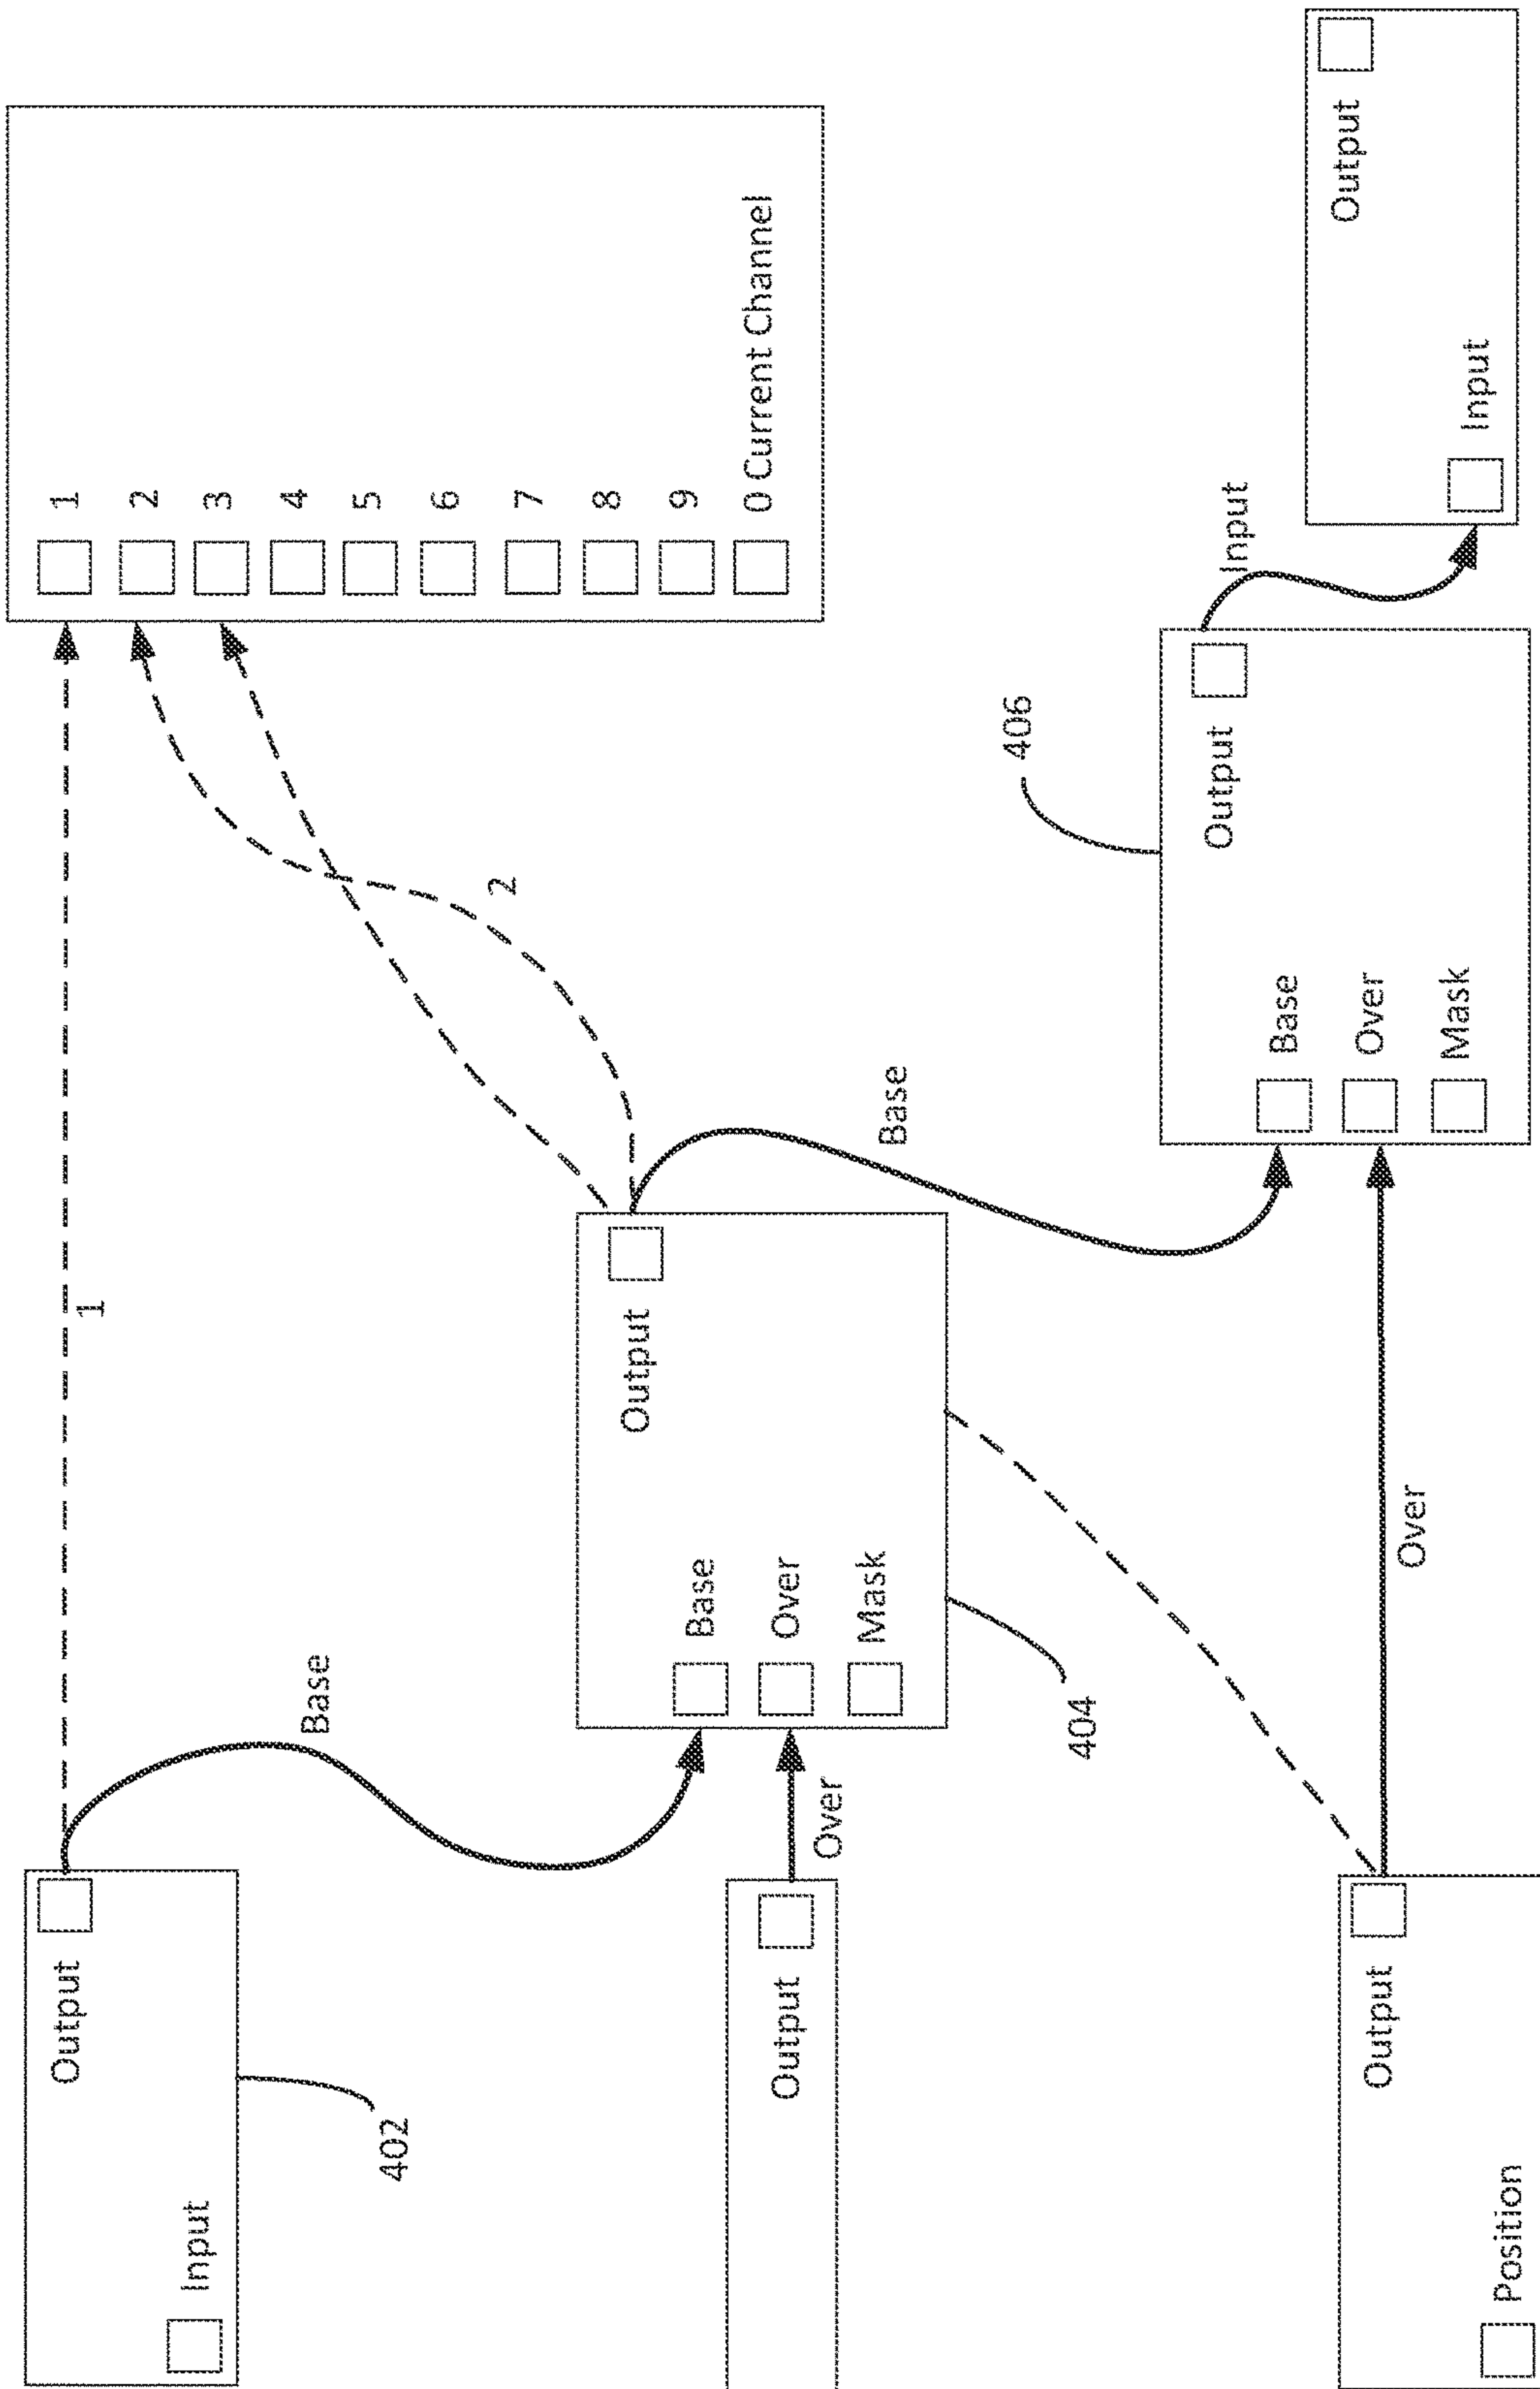 Output
Input
402
1
Base
1
2
3
4
5
6
7
8
9
0 Current Channel
2
Output
Over
Output
Base
Over
Mask
404
Base
Output
Position
Over
406
Output
Base
Over
Mask
Input
Output
Input